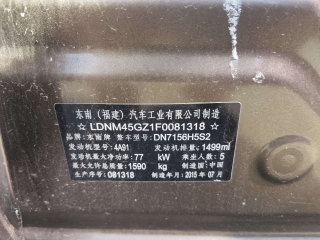 东南（福建）汽车工业有限公司制造
☆ LDNM45GZ1F0081318 ☆
品牌：东南牌 整车型号：DN7156H5S2
发动机型号：4A91 发动机排量：1499ml
发动机最大净功率：77 kW 乘坐人数：5
最大允许总质量：1590 kg 制造国：中国
生产序号：081318 制造年月：2015年07月